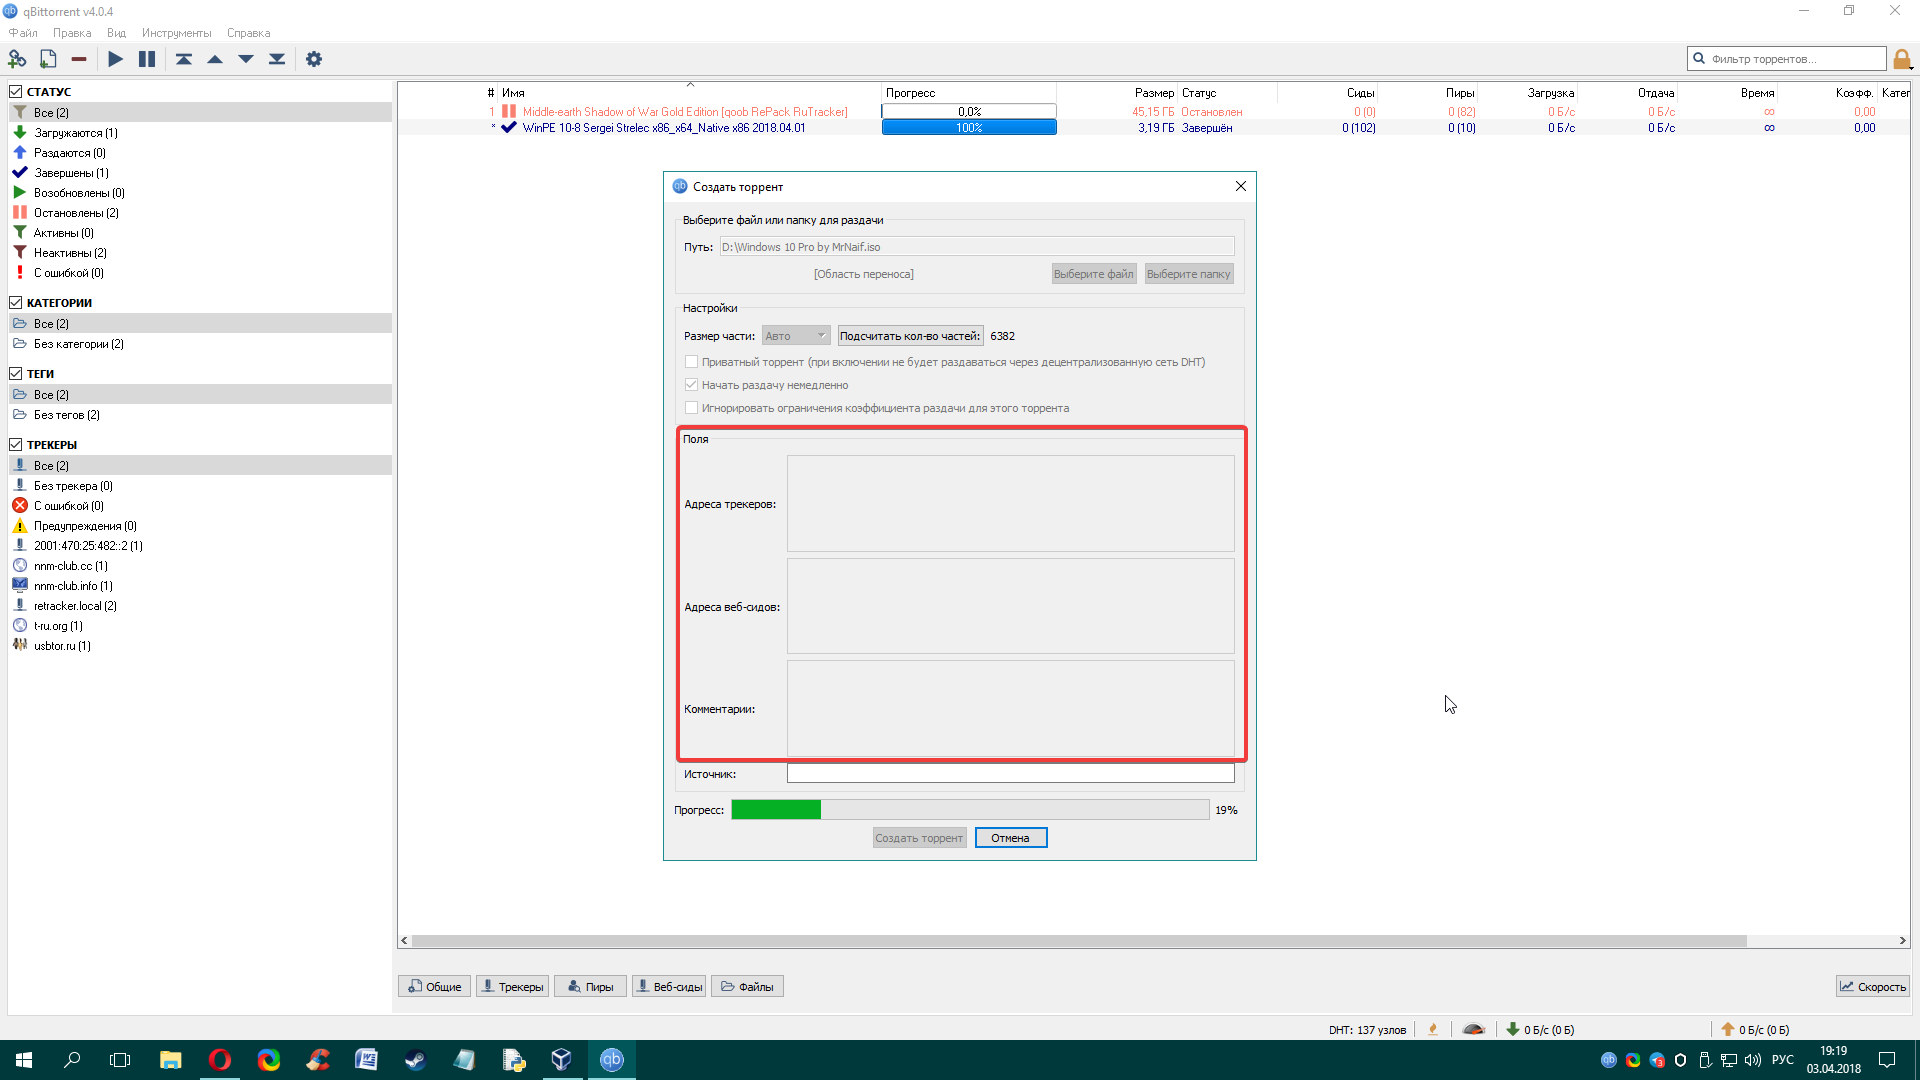 qBittorrent v4.0.4
Файл Правка Вид Инструменты Справка
Фильтр торрентов...
СТАТУС
Все (2)
Загружаются (1)
Раздаются (0)
Завершены (1)
Возобновлены (0)
Остановлены (2)
Активны (0)
Неактивны (2)
С ошибкой (0)
КАТЕГОРИИ
Все (2)
Без категории (2)
ТЕГИ
Все (2)
Без тегов (2)
ТРЕКЕРЫ
Все (2)
Без трекера (0)
С ошибкой (0)
Предупреждения (0)
2001:470:25:482::2 (1)
nnm-club.cc (1)
nnm-club.info (1)
retracker.local (2)
t-ru.org (1)
usbtor.ru (1)
# Имя Прогресс Размер Статус Сиды Пиры Загрузка Отдача Время Коэфф. Катег
1 Middle-earth Shadow of War Gold Edition [qoob RePack RuTracker] 0,0% 45,15 ГБ Остановлен 0 (0) 0 (82) 0 Б/с 0 Б/с ∞ 0,00
* WinPE 10-8 Sergei Strelec x86_x64_Native x86 2018.04.01 100% 3,19 ГБ Завершён 0 (102) 0 (10) 0 Б/с 0 Б/с ∞ 0,00
Создать торрент
Выберите файл или папку для раздачи
Путь: D:\Windows 10 Pro by MrNaif.iso
[Область переноса] Выберите файл Выберите папку
Настройки
Размер части: Авто Подсчитать кол-во частей: 6382
Приватный торрент (при включении не будет раздаваться через децентрализованную сеть DHT)
Начать раздачу немедленно
Игнорировать ограничения коэффициента раздачи для этого торрента
Поля
Адреса трекеров:
Адреса веб-сидов:
Комментарии:
Источник:
Прогресс: 19%
Создать торрент Отмена
Общие Трекеры Пиры Веб-сиды Файлы Скорость
DHT: 137 узлов 0 Б/с (0 Б) 0 Б/с (0 Б)
РУС 19:19
03.04.2018